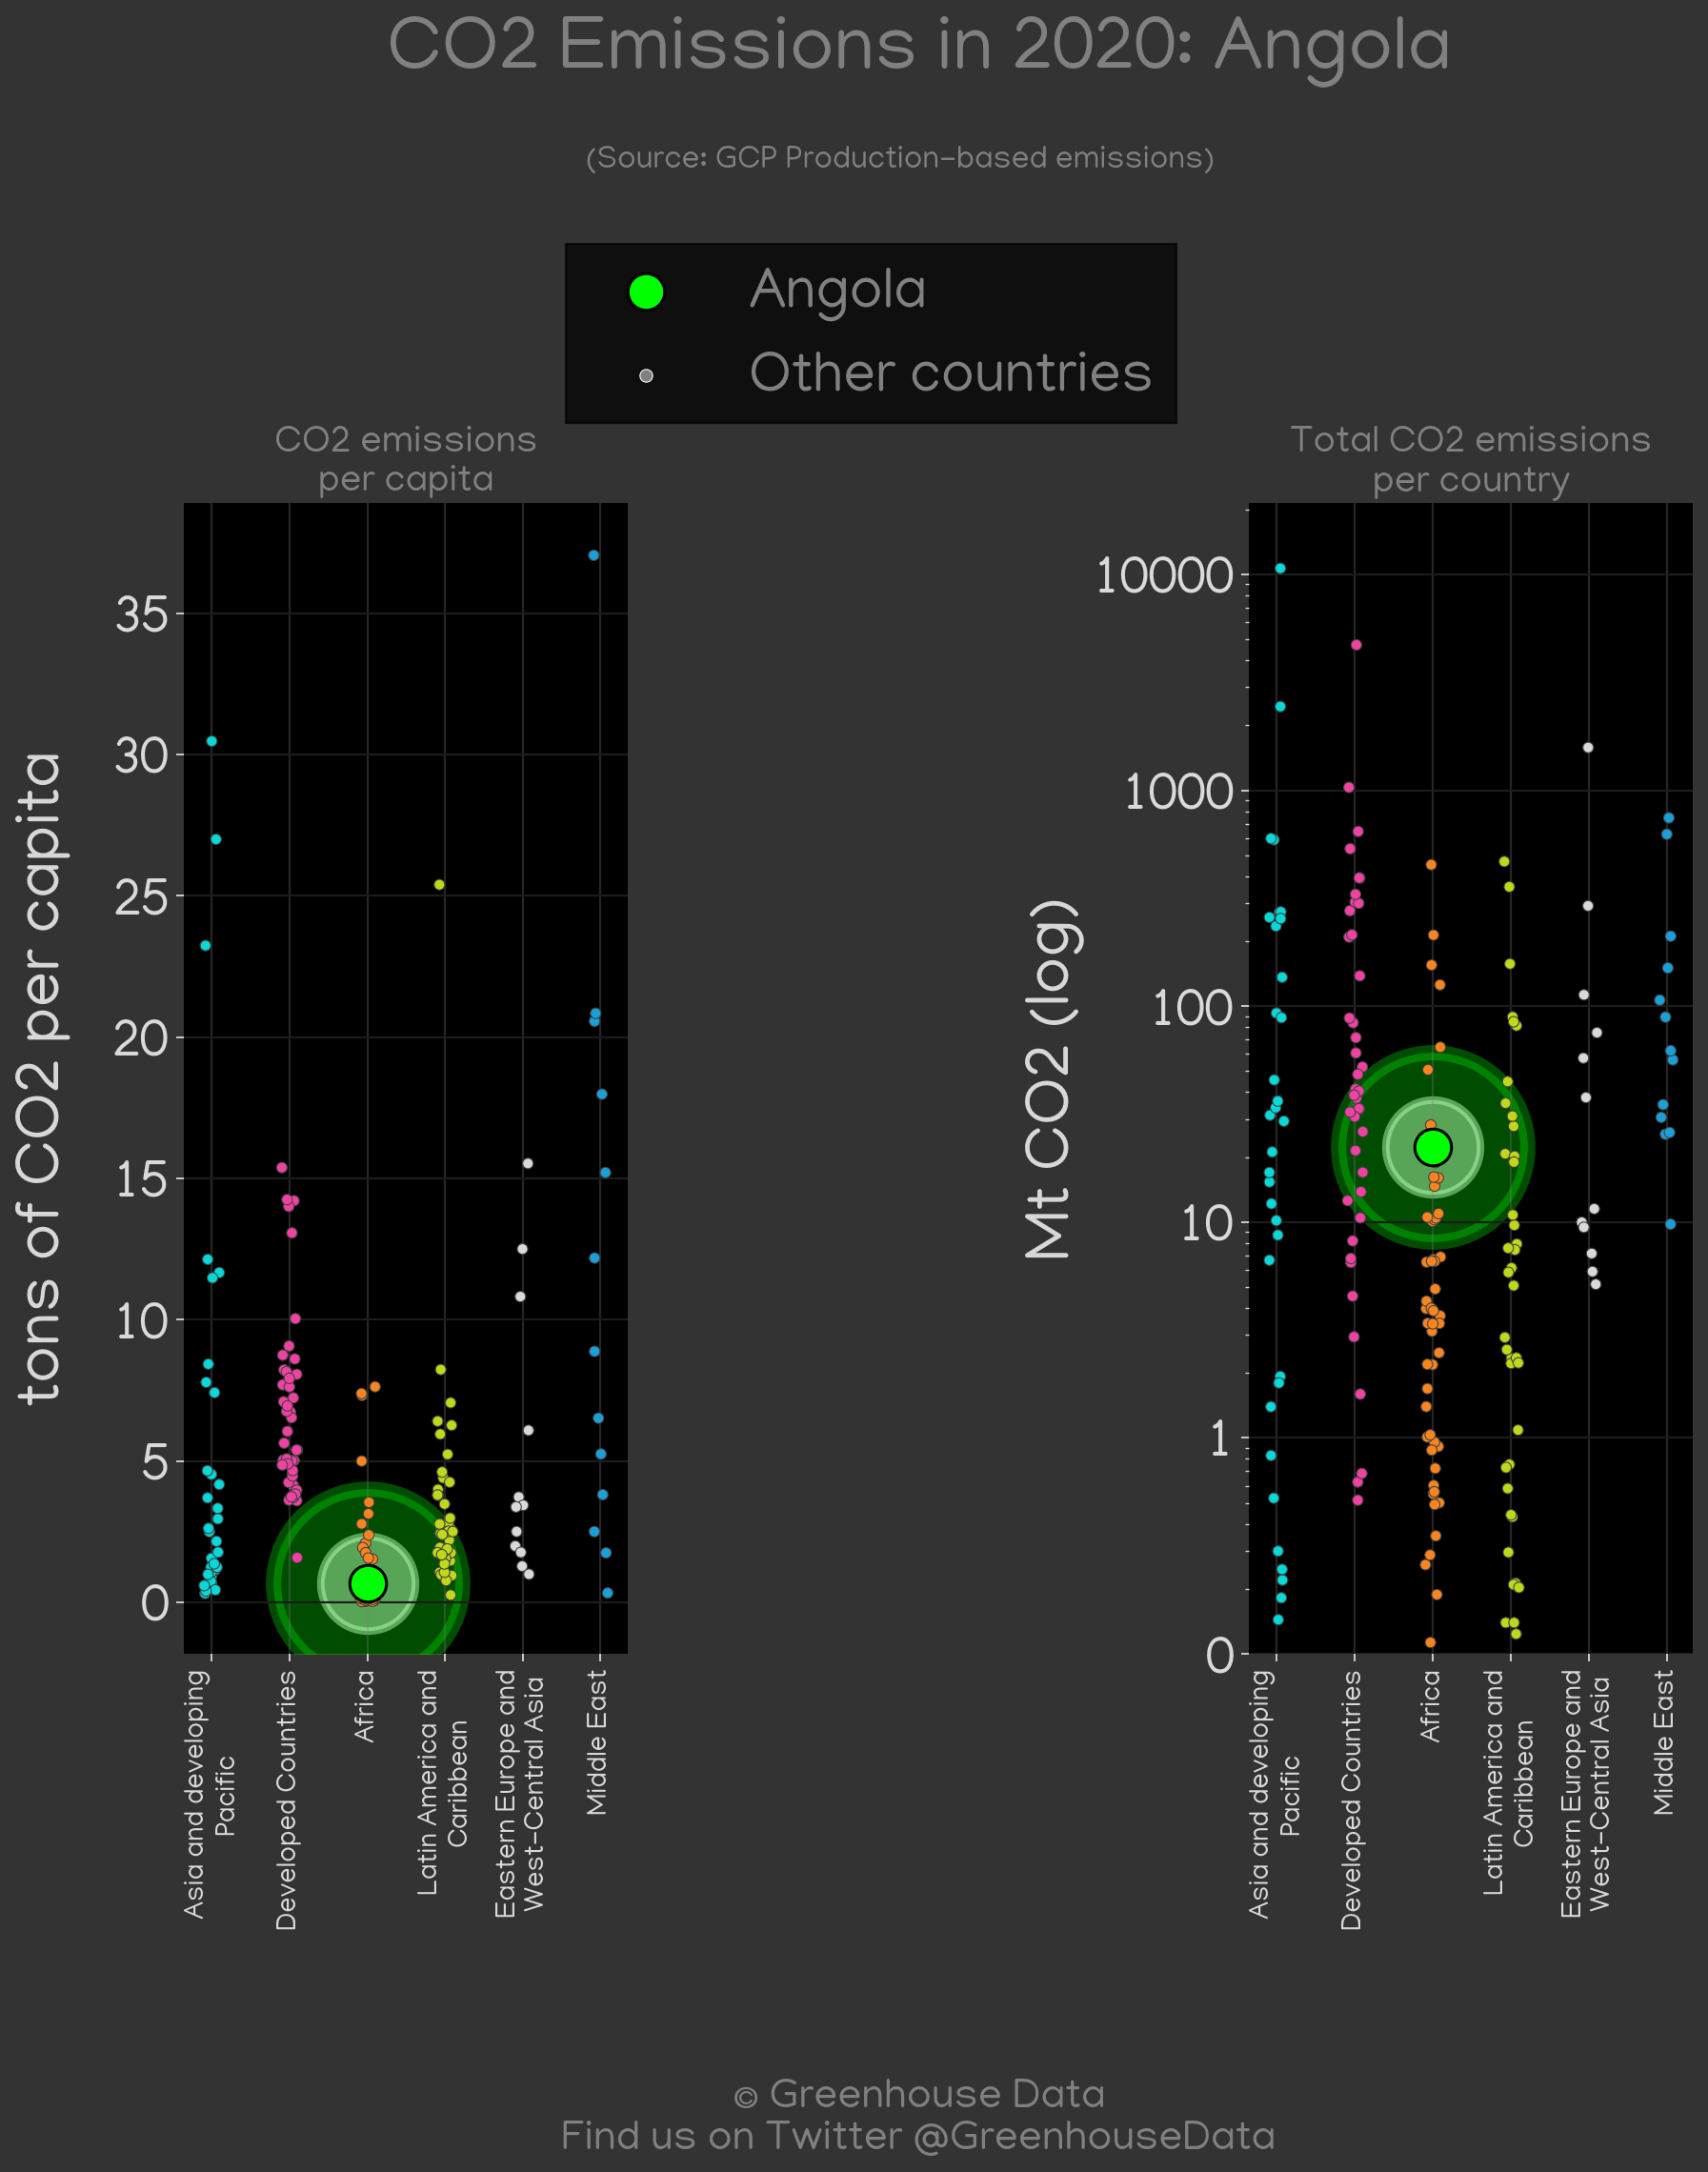 CO2 Emissions in 2020: Angola
(Source: GCP Production-based emissions)
Angola
Other countries
CO2 emissions
per capita
tons of CO2 per capita
35
30
25
20
15
10
5
0
Asia and developing
Pacific
Developed Countries
Africa
Latin America and
Caribbean
Eastern Europe and
West-Central Asia
Middle East
Total CO2 emissions
per country
Mt CO2 (log)
10000
1000
100
10
1
0
Asia and developing
Pacific
Developed Countries
Africa
Latin America and
Caribbean
Eastern Europe and
West-Central Asia
Middle East
© Greenhouse Data
Find us on Twitter @GreenhouseData